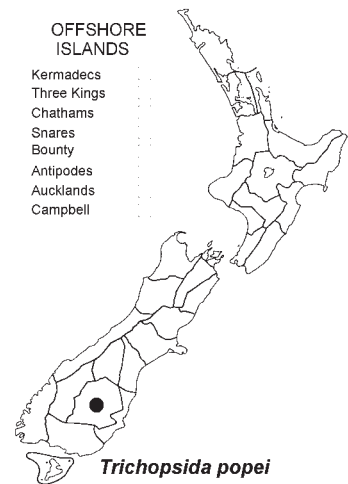 OFFSHORE
ISLANDS
Kermadecs
Three Kings
Chathams
Snares
Bounty
Antipodes
Aucklands
Campbell
Trichopsida popei